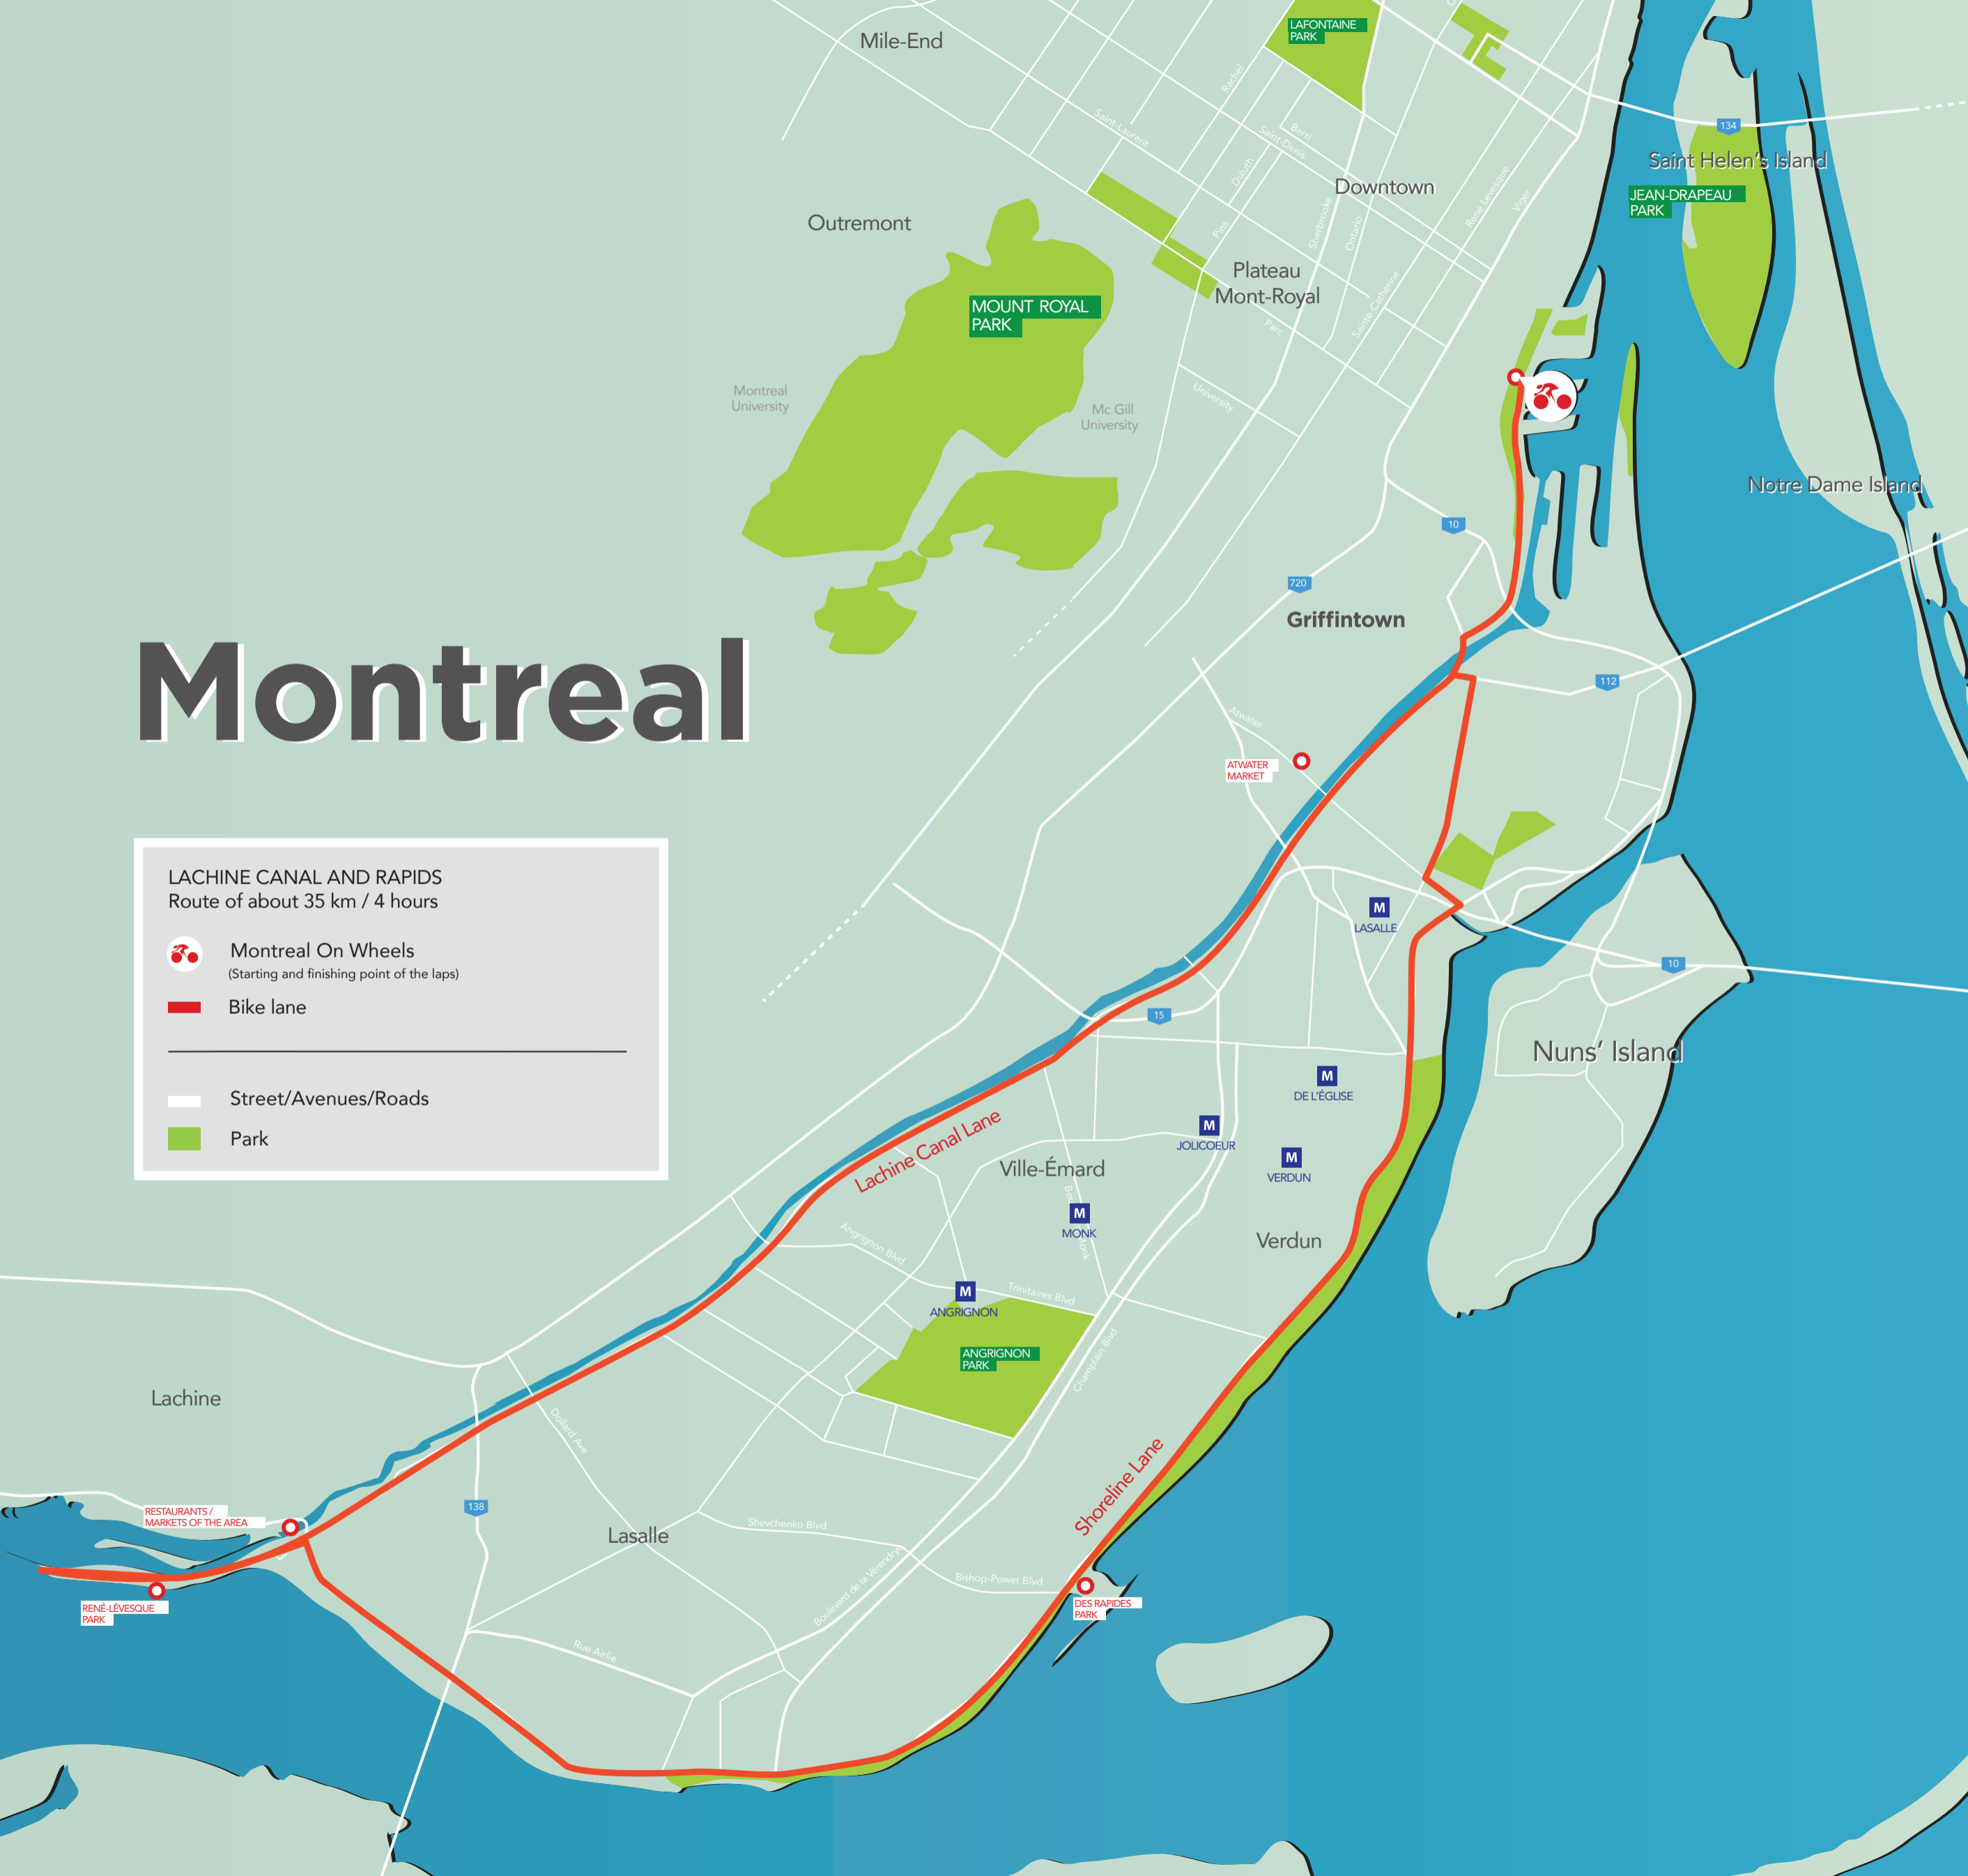 Mile-End
LAFONTAINE
PARK
Rachel
Saint-Laurent
Berri
Saint-Denis
Duluth
134
Saint Helen's Island
JEAN-DRAPEAU
PARK
Downtown
René Levesque
Viger
Outremont
Pins
Sherbrooke
Ontario
Plateau
Mont-Royal
MOUNT ROYAL
PARK
Parc
Sainte-Catherine
Montreal
University
Mc Gill
University
University
Notre Dame Island
10
720
Griffintown
112
Montreal
Atwater
ATWATER
MARKET
LACHINE CANAL AND RAPIDS
Route of about 35 km / 4 hours
Montreal On Wheels
(Starting and finishing point of the laps)
Bike lane
Street/Avenues/Roads
Park
M
LASALLE
10
15
Nuns' Island
M
DE L'ÉGLISE
M
JOLICOEUR
M
VERDUN
Lachine Canal Lane
Ville-Émard
M
MONK
Verdun
Angrignon Blvd
M
ANGRIGNON
Trinitaires Blvd
ANGRIGNON
PARK
Champlain Blvd
Lachine
Dollard Ave
138
RESTAURANTS /
MARKETS OF THE AREA
Lasalle
Shevchenko Blvd
Shoreline Lane
Boulevard de la Vérendrye
Bishop-Power Blvd
RENÉ-LÉVESQUE
PARK
DES RAPIDES
PARK
Rue Airlie